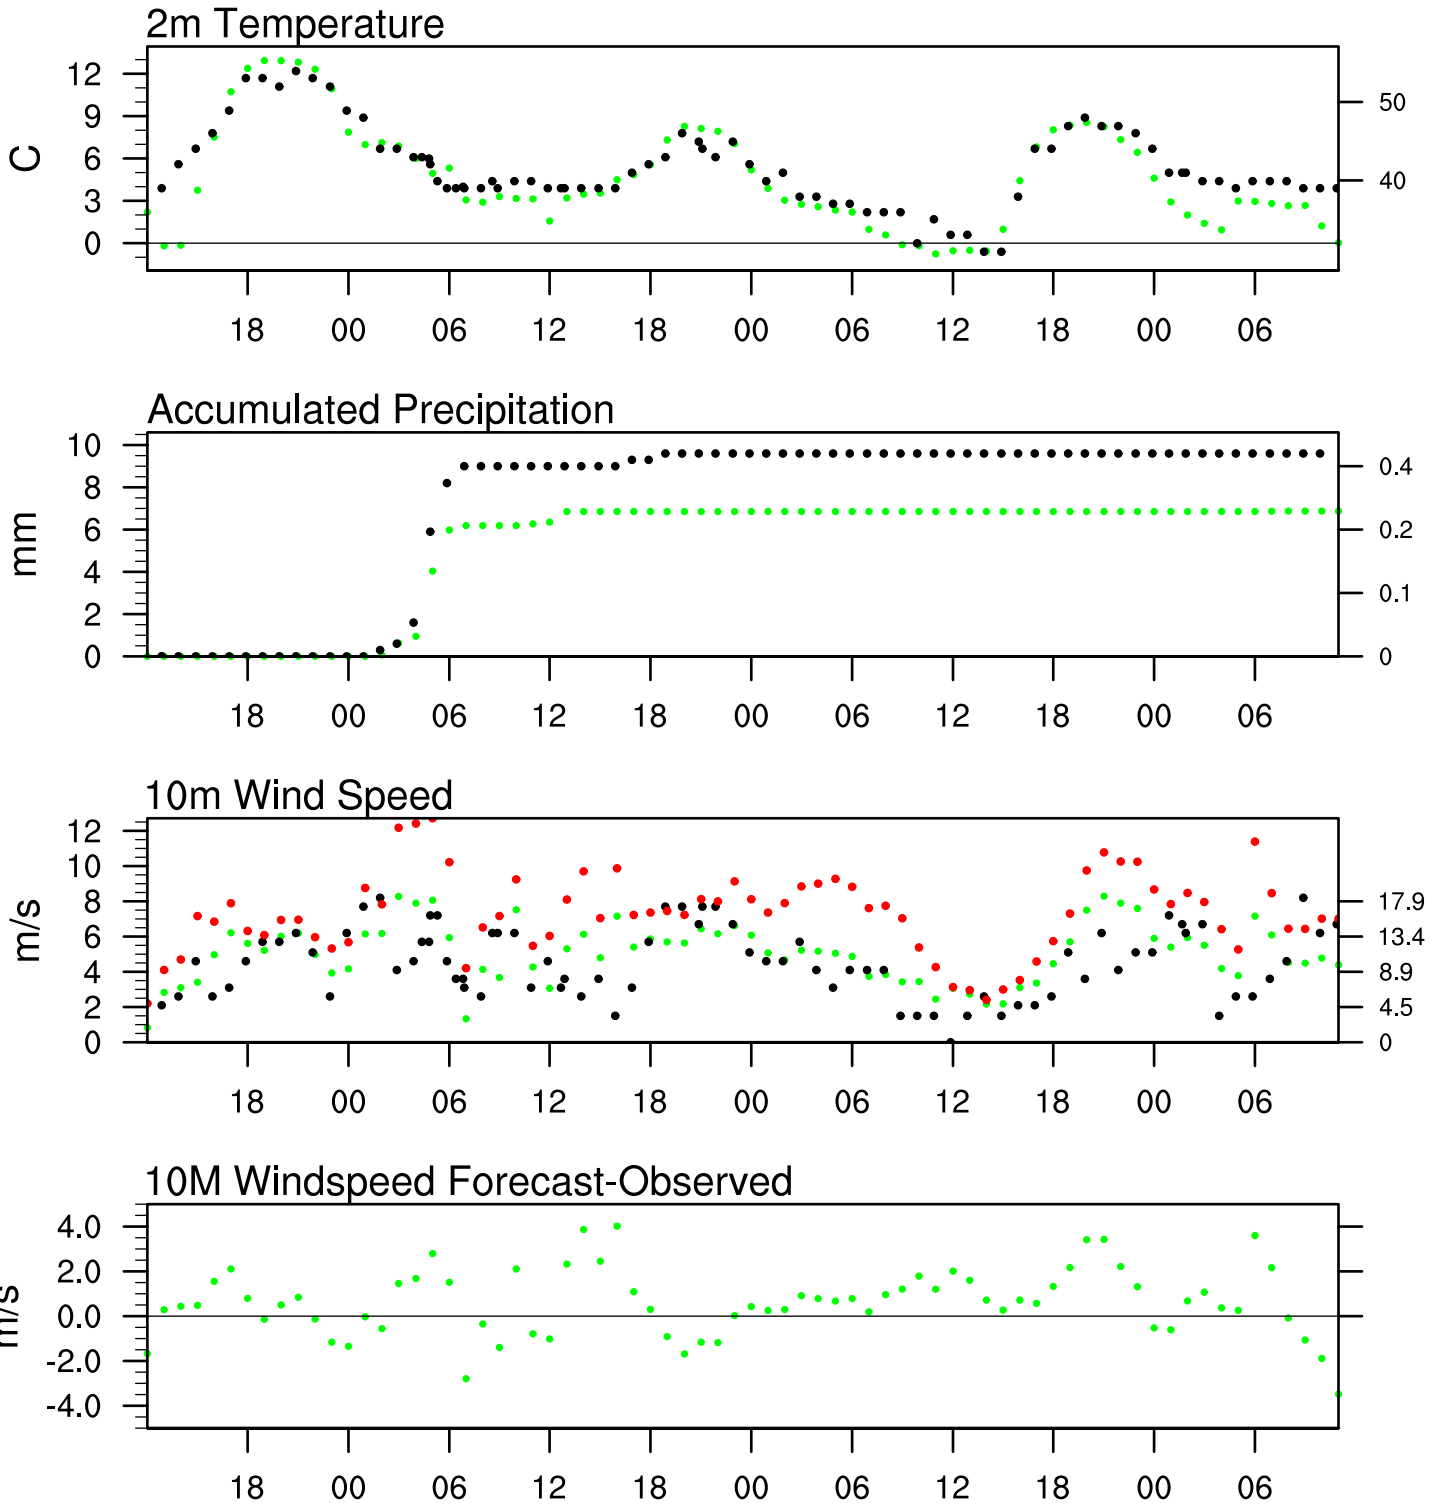 2m Temperature
12
9
6
3
0
C
50
40
18 00 06 12 18 00 06 12 18 00 06
Accumulated Precipitation
10
8
6
4
2
0
mm
0.4
0.2
0.1
0
18 00 06 12 18 00 06 12 18 00 06
10m Wind Speed
12
10
8
6
4
2
0
m/s
17.9
13.4
8.9
4.5
0
18 00 06 12 18 00 06 12 18 00 06
10M Windspeed Forecast-Observed
4.0
2.0
0.0
-2.0
-4.0
m/s
18 00 06 12 18 00 06 12 18 00 06